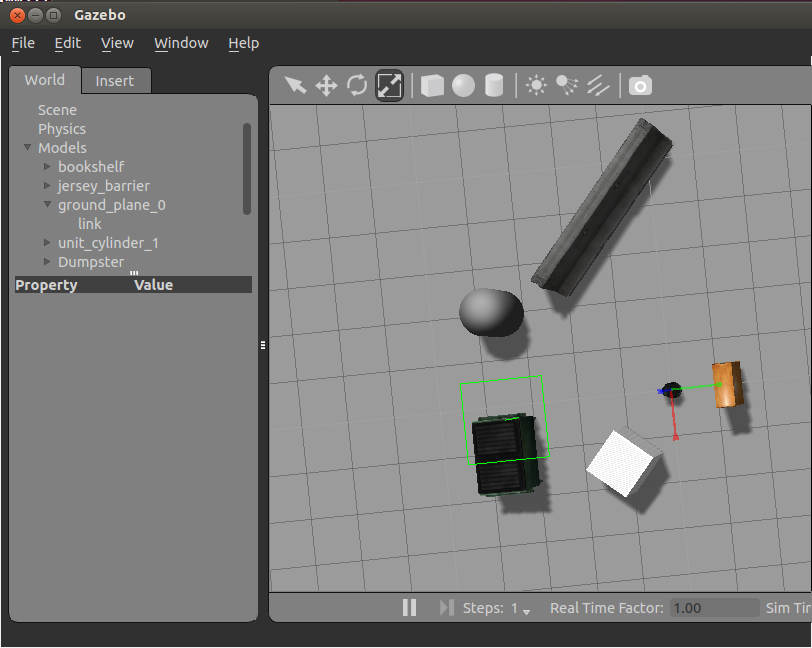 Gazebo
File Edit View Window Help
World Insert
Scene
Physics
Models
bookshelf
jersey_barrier
ground_plane_0
link
unit_cylinder_1
Dumpster
Property Value
Steps: 1 Real Time Factor: 1.00 Sim Tir